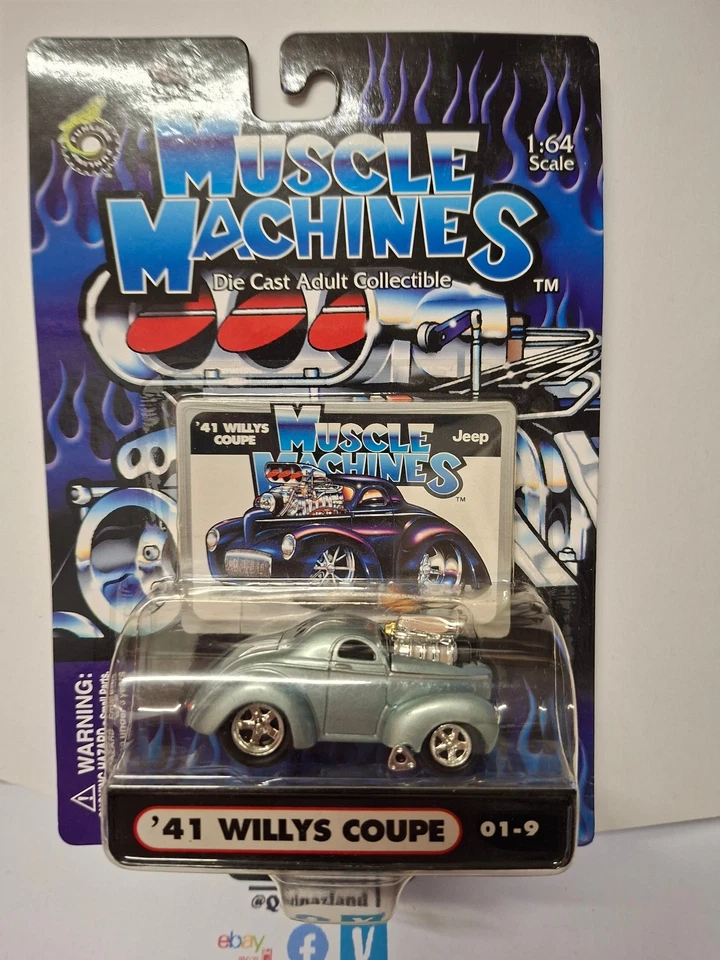 MUSCLE
MACHINES
TM
Die Cast Adult Collectible
1:64
Scale
'41 WILLYS
COUPE
MUSCLE
MACHINES
TM
Jeep
WARNING:
'41 WILLYS COUPE
01-9
ebay
f